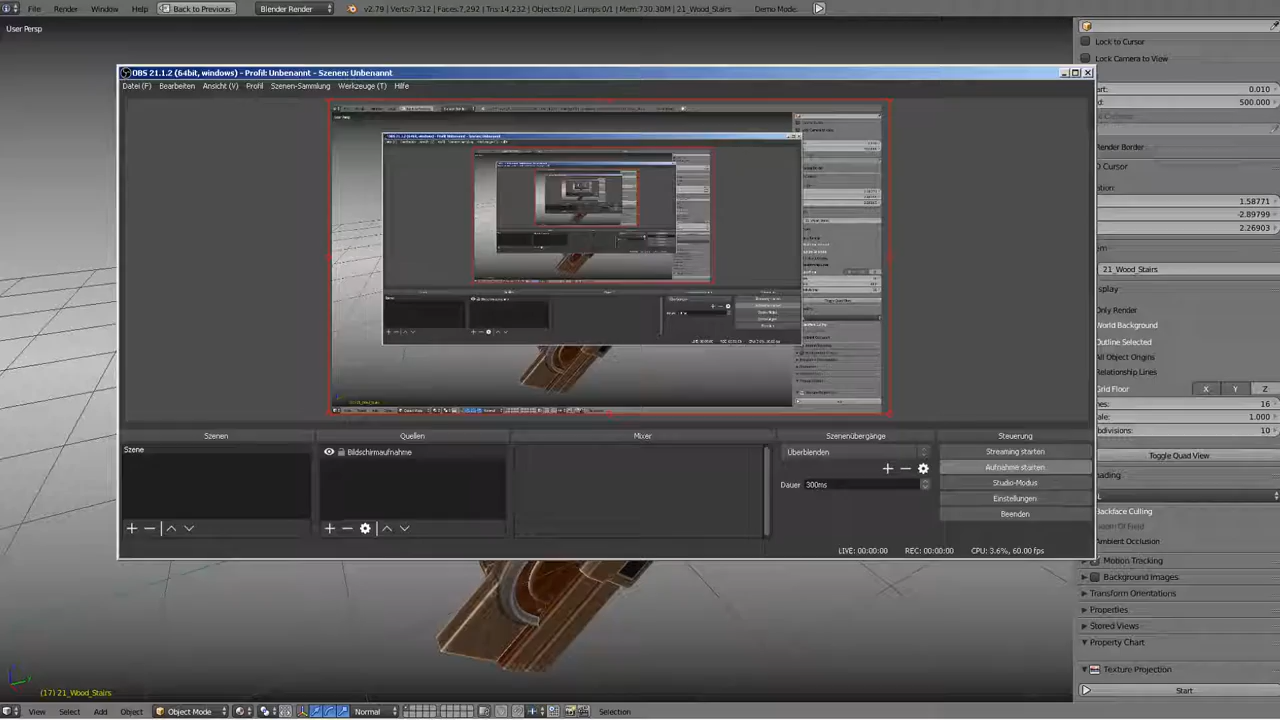 File Render Window Help Back to Previous Blender Render v2.79 | Verts:7,312 | Faces:7,292 | Tris:14,232 | Objects:0/2 | Lamps:0/1 | Mem:730.30M | 21_Wood_Stairs Demo Mode
User Persp
Lock to Cursor
Lock Camera to View
OBS 21.1.2 (64bit, windows) - Profil: Unbenannt - Szenen: Unbenannt
Datei (F) Bearbeiten Ansicht (V) Profil Szenen-Sammlung Werkzeuge (T) Hilfe
0.010
500.000
Render Border
1.58771
-2.89799
2.26903
21_Wood_Stairs
Only Render
World Background
Outline Selected
All Object Origins
Relationship Lines
Grid Floor X Y Z
16
1.000
10
Toggle Quad View
Backface Culling
Ambient Occlusion
Szenen Quellen Mixer Szenenübergänge Steuerung
Szene
Bildschirmaufnahme
Überblenden
Dauer 300ms
Streaming starten
Aufnahme starten
Studio-Modus
Einstellungen
Beenden
LIVE: 00:00:00 REC: 00:00:00 CPU: 3.6%, 60.00 fps
Motion Tracking
Background Images
Transform Orientations
Properties
Stored Views
Property Chart
Texture Projection
Start
(17) 21_Wood_Stairs
View Select Add Object Object Mode Normal Selection